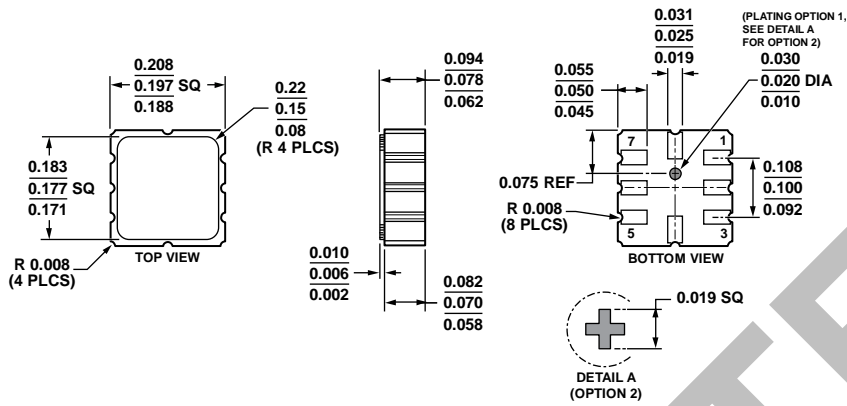 0.208
0.197 SQ
0.188
0.22
0.15
0.08
(R 4 PLCS)
0.183
0.177 SQ
0.171
R 0.008
(4 PLCS)
TOP VIEW
0.094
0.078
0.062
0.010
0.006
0.002
0.082
0.070
0.058
0.031
0.025
0.019
(PLATING OPTION 1,
SEE DETAIL A
FOR OPTION 2)
0.030
0.020 DIA
0.010
0.055
0.050
0.045
7
1
0.075 REF
0.108
0.100
0.092
R 0.008
(8 PLCS)
5
3
BOTTOM VIEW
0.019 SQ
DETAIL A
(OPTION 2)